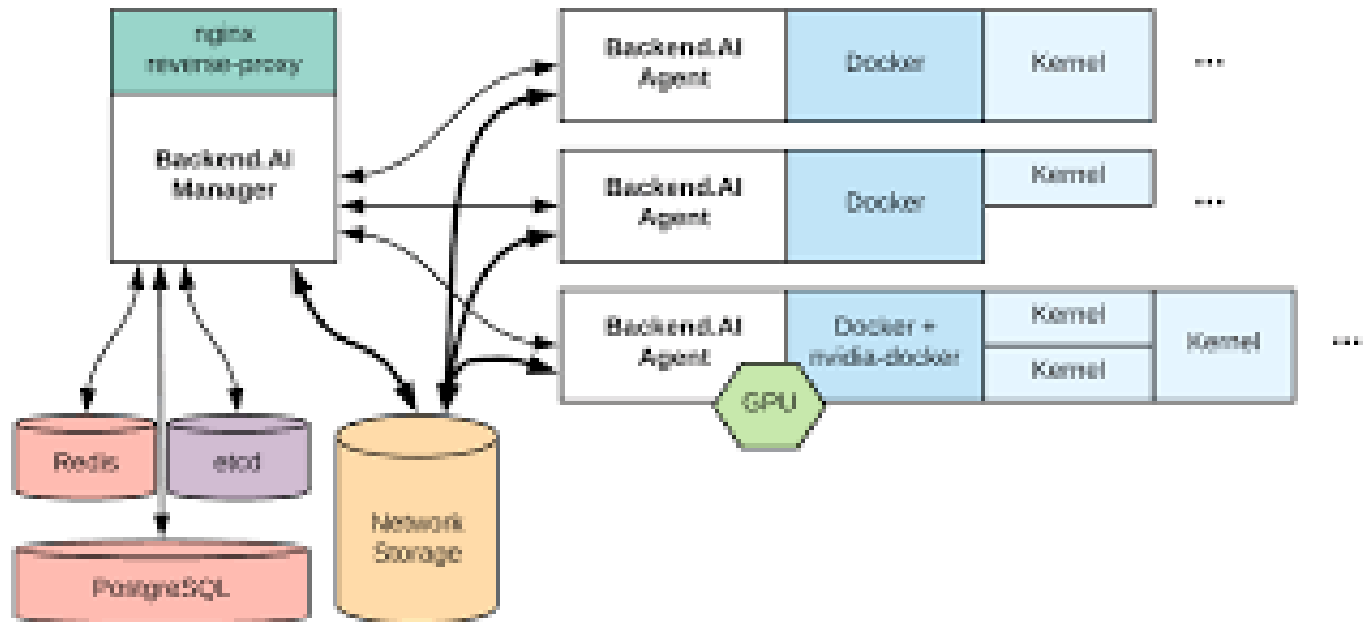 nginx
reverse-proxy
Backend.AI
Manager
Backend.AI
Agent
Docker
Kernel
...
Backend.AI
Agent
Docker
Kernel
...
Backend.AI
Agent
Docker +
nvidia-docker
Kernel
Kernel
Kernel
...
GPU
Redis
etcd
Network
Storage
PostgreSQL